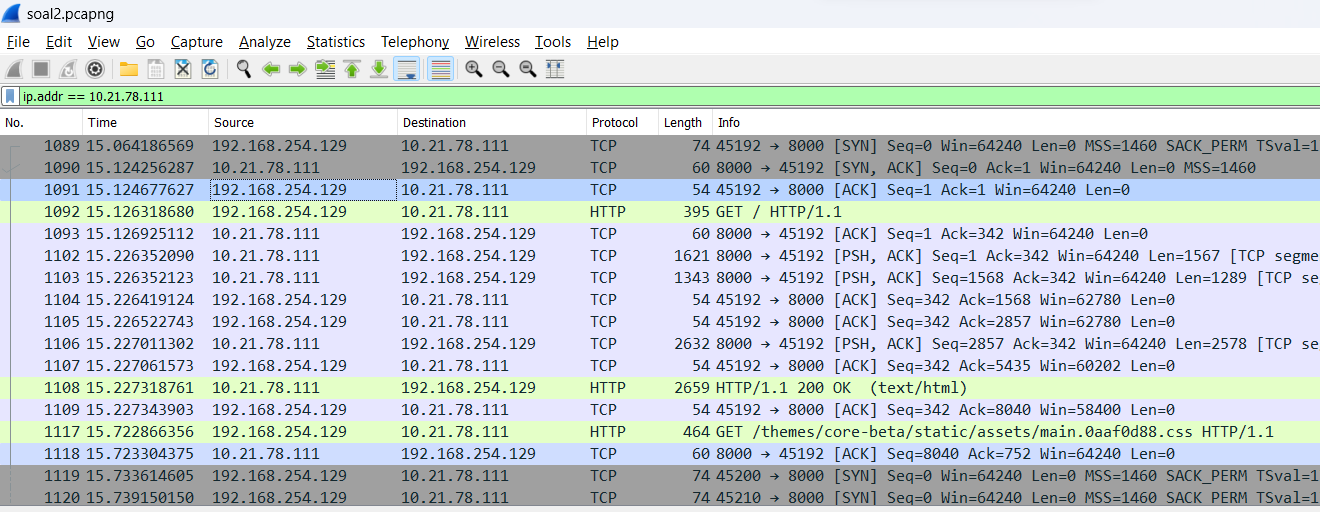 soal2.pcapng
File Edit View Go Capture Analyze Statistics Telephony Wireless Tools Help
ip.addr == 10.21.78.111
No. Time Source Destination Protocol Length Info
1089 15.064186569 192.168.254.129 10.21.78.111 TCP 74 45192 → 8000 [SYN] Seq=0 Win=64240 Len=0 MSS=1460 SACK_PERM TSval=1
1090 15.124256287 10.21.78.111 192.168.254.129 TCP 60 8000 → 45192 [SYN, ACK] Seq=0 Ack=1 Win=64240 Len=0 MSS=1460
1091 15.124677627 192.168.254.129 10.21.78.111 TCP 54 45192 → 8000 [ACK] Seq=1 Ack=1 Win=64240 Len=0
1092 15.126318680 192.168.254.129 10.21.78.111 HTTP 395 GET / HTTP/1.1
1093 15.126925112 10.21.78.111 192.168.254.129 TCP 60 8000 → 45192 [ACK] Seq=1 Ack=342 Win=64240 Len=0
1102 15.226352090 10.21.78.111 192.168.254.129 TCP 1621 8000 → 45192 [PSH, ACK] Seq=1 Ack=342 Win=64240 Len=1567 [TCP segme
1103 15.226352123 10.21.78.111 192.168.254.129 TCP 1343 8000 → 45192 [PSH, ACK] Seq=1568 Ack=342 Win=64240 Len=1289 [TCP se
1104 15.226419124 192.168.254.129 10.21.78.111 TCP 54 45192 → 8000 [ACK] Seq=342 Ack=1568 Win=62780 Len=0
1105 15.226522743 192.168.254.129 10.21.78.111 TCP 54 45192 → 8000 [ACK] Seq=342 Ack=2857 Win=62780 Len=0
1106 15.227011302 10.21.78.111 192.168.254.129 TCP 2632 8000 → 45192 [PSH, ACK] Seq=2857 Ack=342 Win=64240 Len=2578 [TCP se
1107 15.227061573 192.168.254.129 10.21.78.111 TCP 54 45192 → 8000 [ACK] Seq=342 Ack=5435 Win=60202 Len=0
1108 15.227318761 10.21.78.111 192.168.254.129 HTTP 2659 HTTP/1.1 200 OK (text/html)
1109 15.227343903 192.168.254.129 10.21.78.111 TCP 54 45192 → 8000 [ACK] Seq=342 Ack=8040 Win=58400 Len=0
1117 15.722866356 192.168.254.129 10.21.78.111 HTTP 464 GET /themes/core-beta/static/assets/main.0aaf0d88.css HTTP/1.1
1118 15.723304375 10.21.78.111 192.168.254.129 TCP 60 8000 → 45192 [ACK] Seq=8040 Ack=752 Win=64240 Len=0
1119 15.733614605 192.168.254.129 10.21.78.111 TCP 74 45200 → 8000 [SYN] Seq=0 Win=64240 Len=0 MSS=1460 SACK_PERM TSval=1
1120 15.739150150 192.168.254.129 10.21.78.111 TCP 74 45210 → 8000 [SYN] Seq=0 Win=64240 Len=0 MSS=1460 SACK_PERM TSval=1